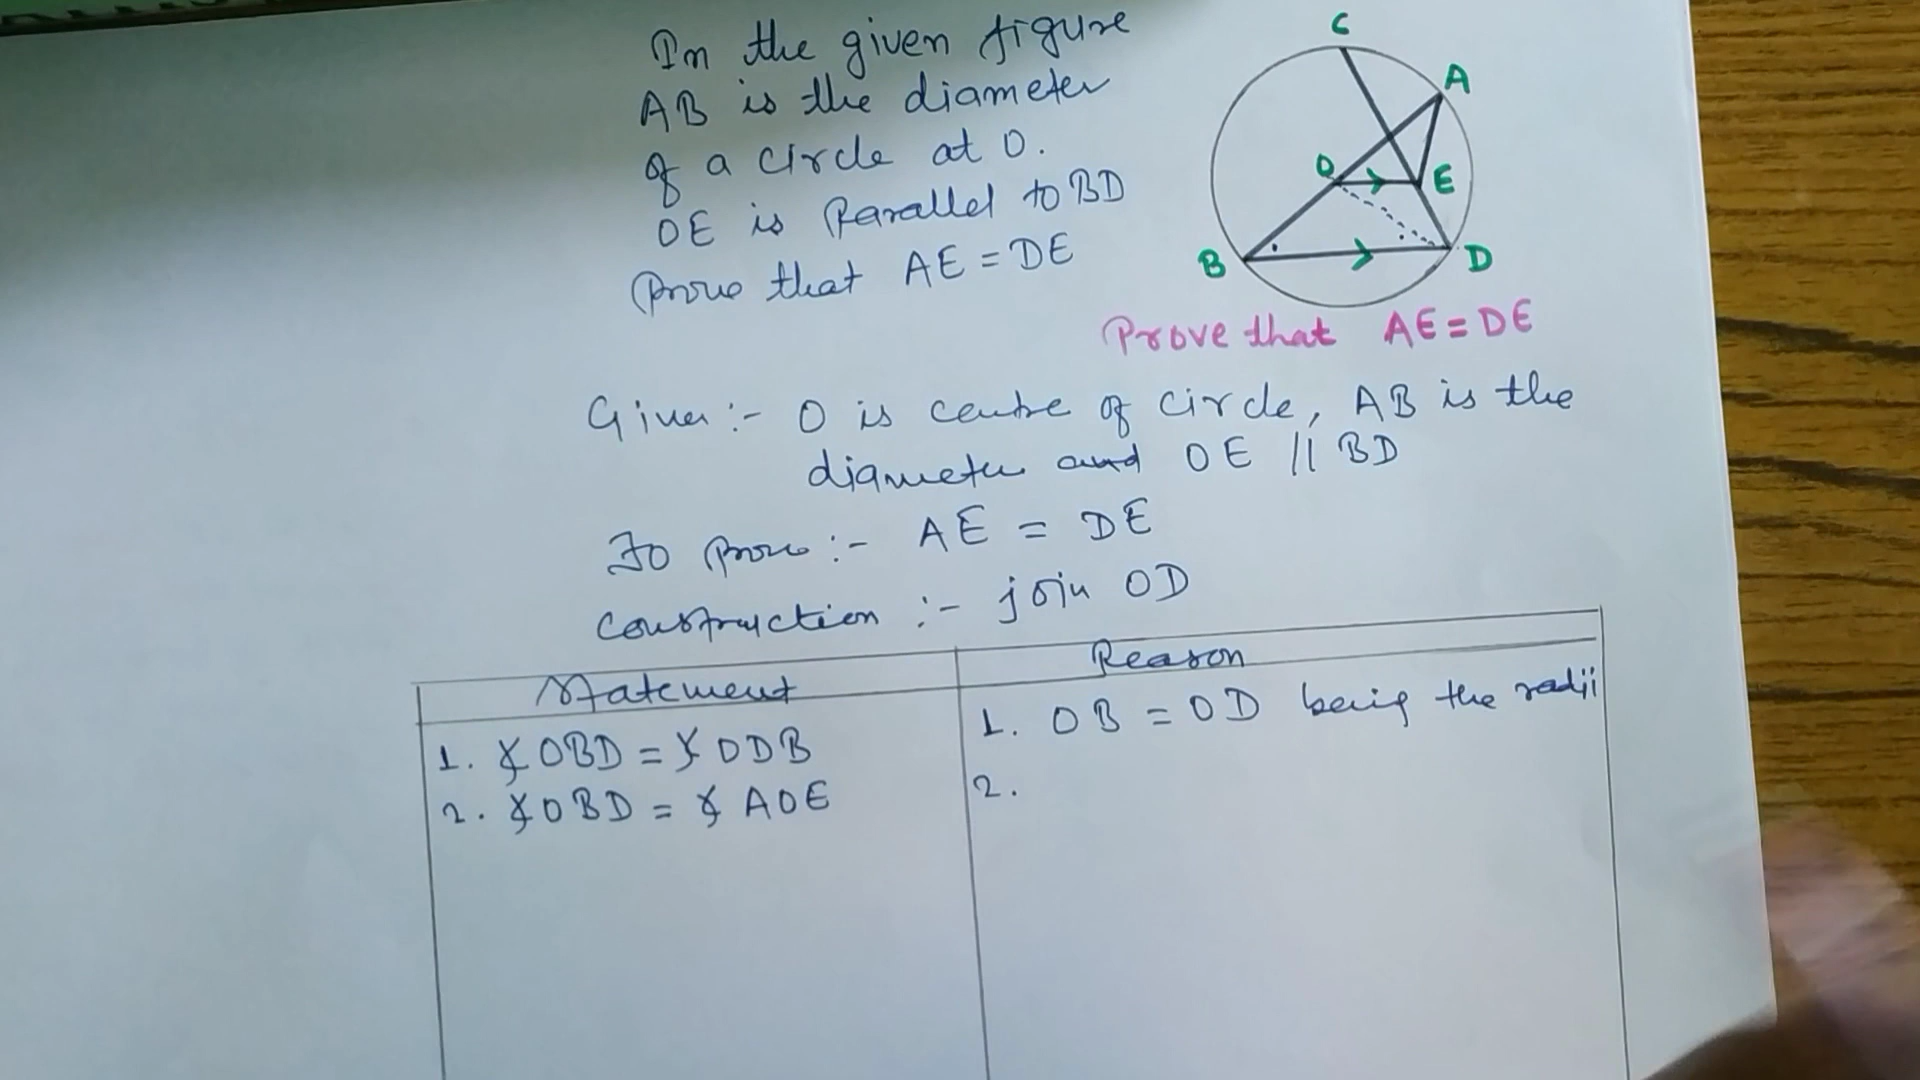 In the given figure
AB is the diameter
of a circle at O.
OE is Parallel to BD
Prove that AE = DE
C
A
O
E
B
D
Prove that AE = DE
Given :- O is centre of circle, AB is the
diameter and OE // BD
To prove :- AE = DE
Construction :- join OD
Statement
Reason
1. ∠OBD = ∠ODB
1. OB = OD being the radii
2. ∠OBD = ∠AOE
2.